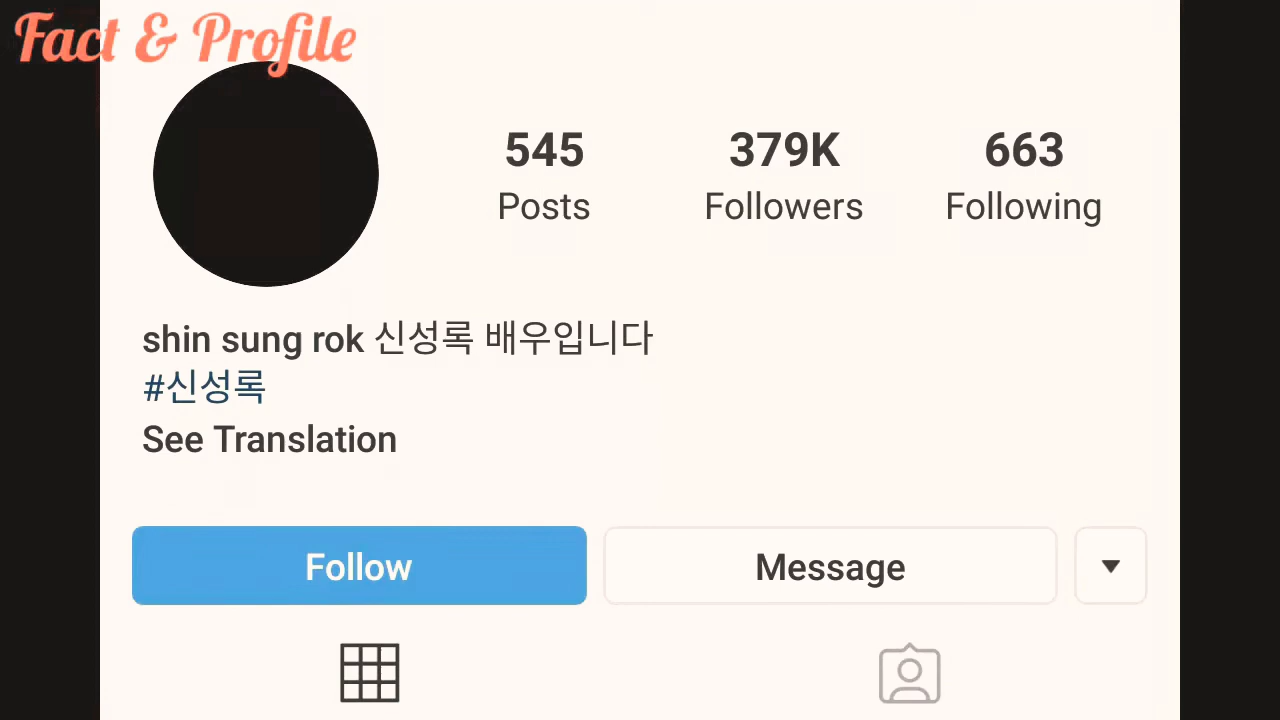 Fact & Profile
545 379K 663
Posts Followers Following
shin sung rok 신성록 배우입니다
#신성록
See Translation
Follow Message